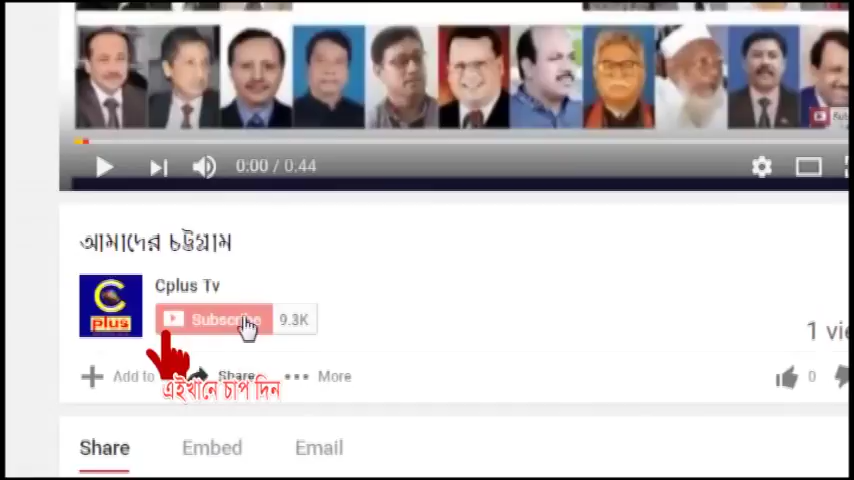 0:00 / 0:44
আমাদের চট্টগ্রাম
Cplus Tv
C plus
Subscribe 9.3K
1
Add to Share More
0
এইখানে চাপ দিন
Share Embed Email